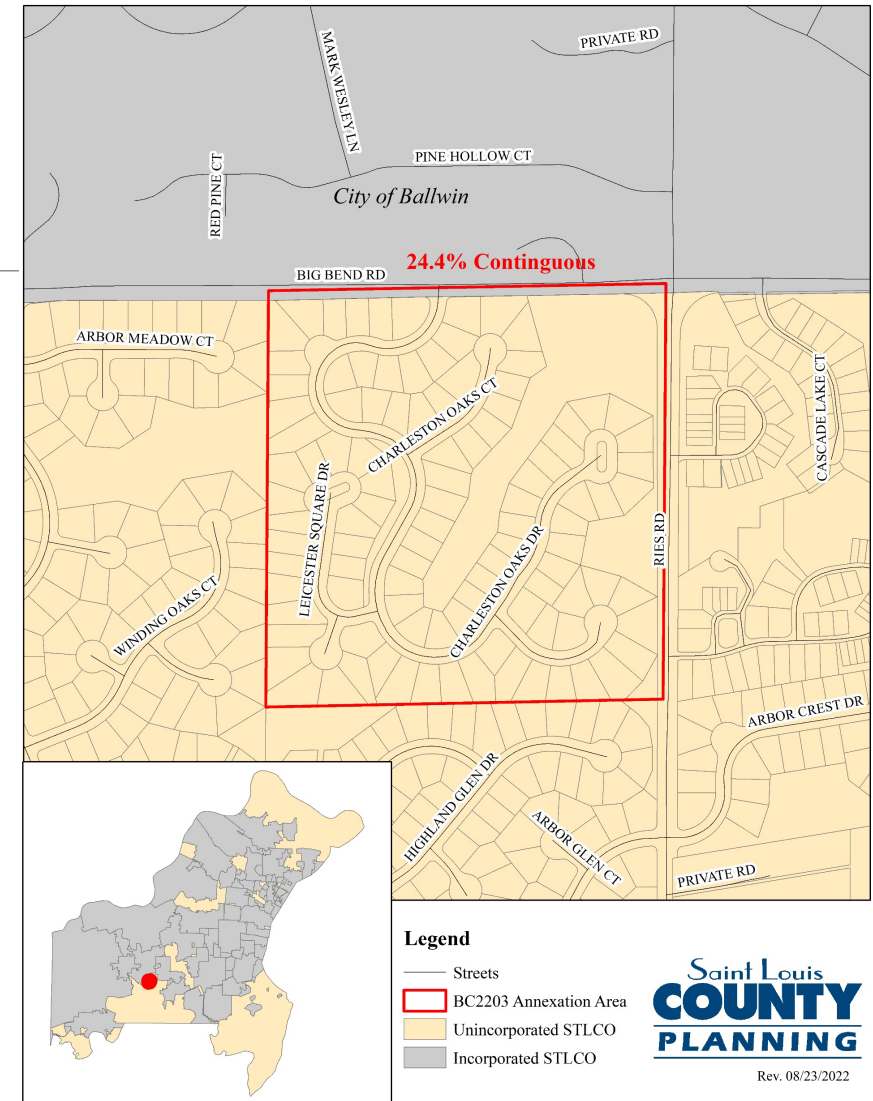 MARK WESLEY LN
PRIVATE RD
PINE HOLLOW CT
RED PINE CT
City of Ballwin
24.4% Continguous
BIG BEND RD
ARBOR MEADOW CT
CASCADE LAKE CT
CHARLESTON OAKS CT
LEICESTER SQUARE DR
RIES RD
CHARLESTON OAKS DR
WINDING OAKS CT
ARBOR CREST DR
HIGHLAND GLEN DR
ARBOR GLEN CT
PRIVATE RD
Legend
Streets
BC2203 Annexation Area
Unincorporated STLCO
Incorporated STLCO
Saint Louis
COUNTY
PLANNING
Rev. 08/23/2022